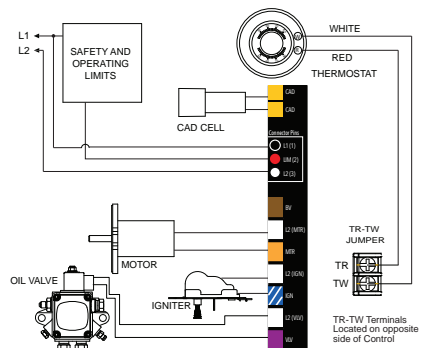 WHITE
L1
SAFETY AND
OPERATING
LIMITS
L2
W
R
RED
THERMOSTAT
CAD
CAD
CAD CELL
Connector Pins
L1 (1)
LIM (2)
L2 (3)
BV
L2 (MTR)
MTR
MOTOR
TR-TW
JUMPER
TR
TW
OIL VALVE
L2 (IGN)
IGN
IGNITER
L2 (VLV)
VLV
TR-TW Terminals
Located on opposite
side of Control